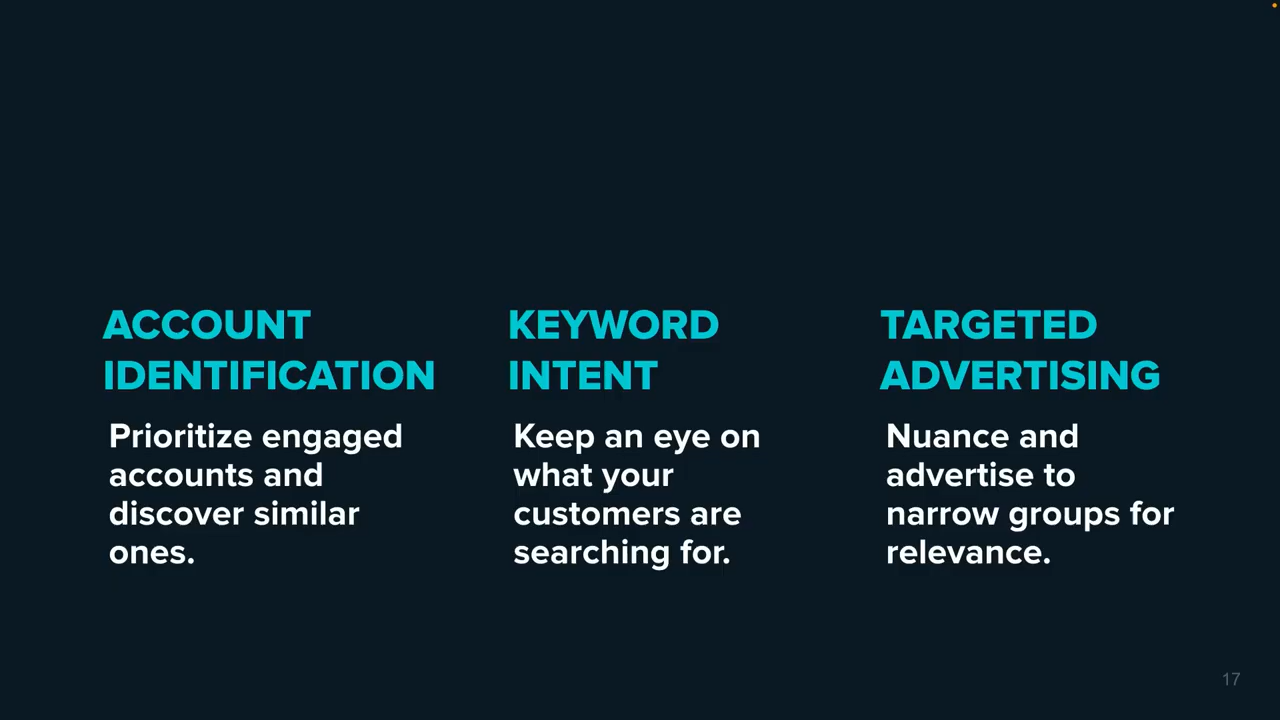 ACCOUNT
IDENTIFICATION
Prioritize engaged
accounts and
discover similar
ones.
KEYWORD
INTENT
Keep an eye on
what your
customers are
searching for.
TARGETED
ADVERTISING
Nuance and
advertise to
narrow groups for
relevance.
17